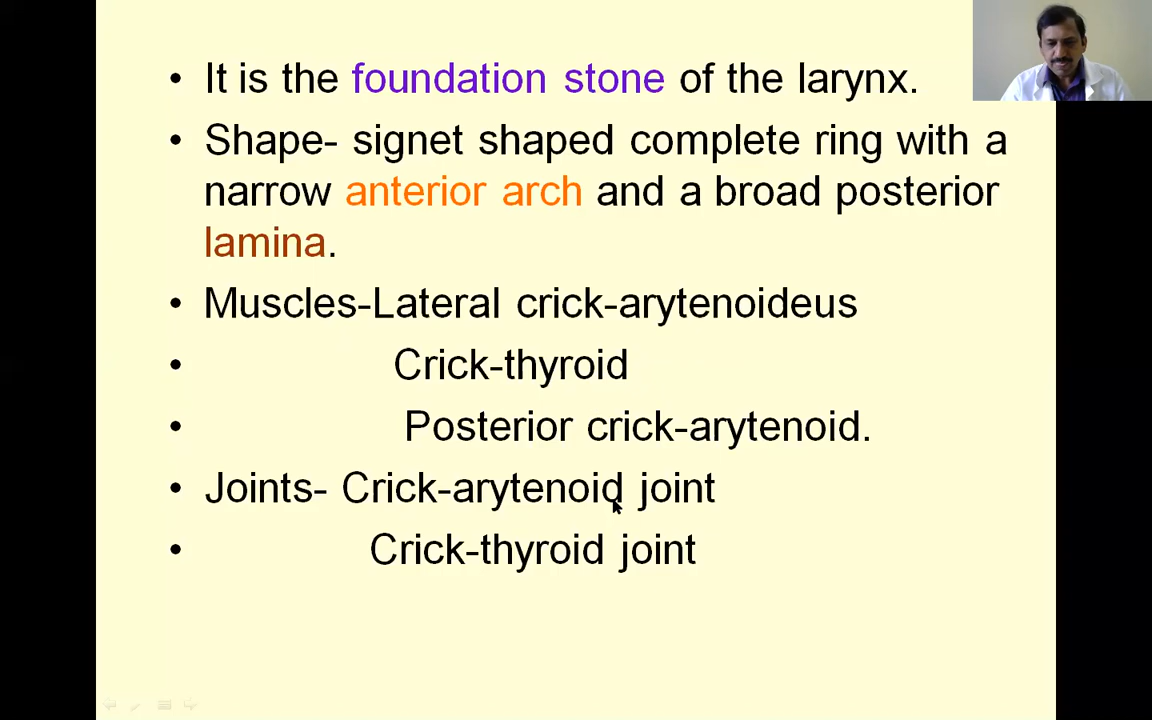 • It is the foundation stone of the larynx.
• Shape- signet shaped complete ring with a
narrow anterior arch and a broad posterior
lamina.
• Muscles-Lateral crick-arytenoideus
• Crick-thyroid
• Posterior crick-arytenoid.
• Joints- Crick-arytenoid joint
• Crick-thyroid joint